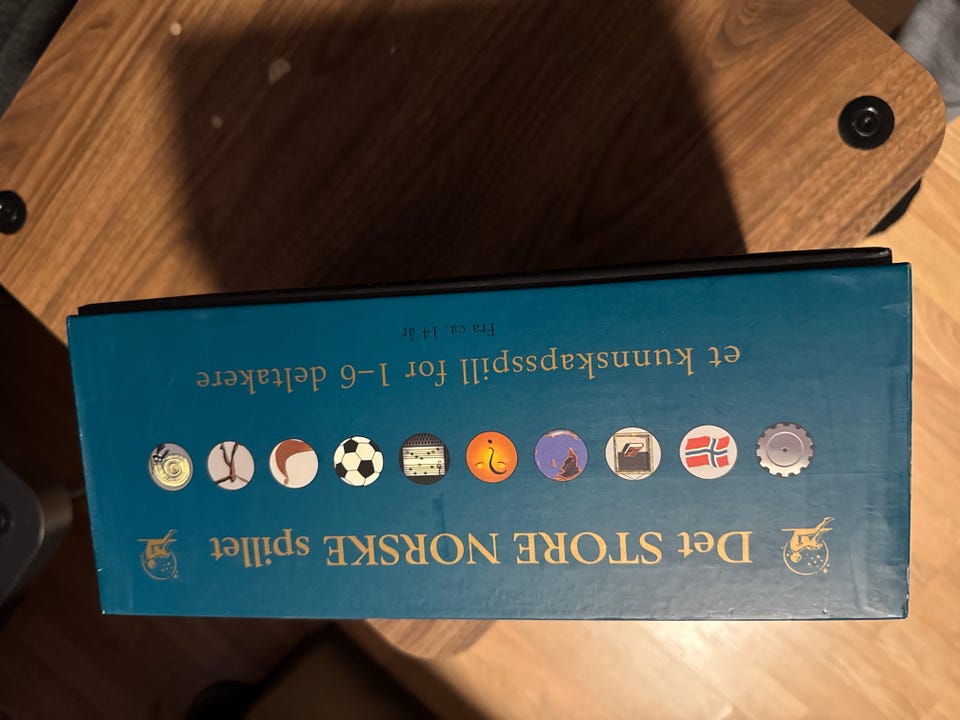 Det STORE NORSKE spillet
et kunnskapsspill for 1–6 deltakere
Fra ca. 14 år